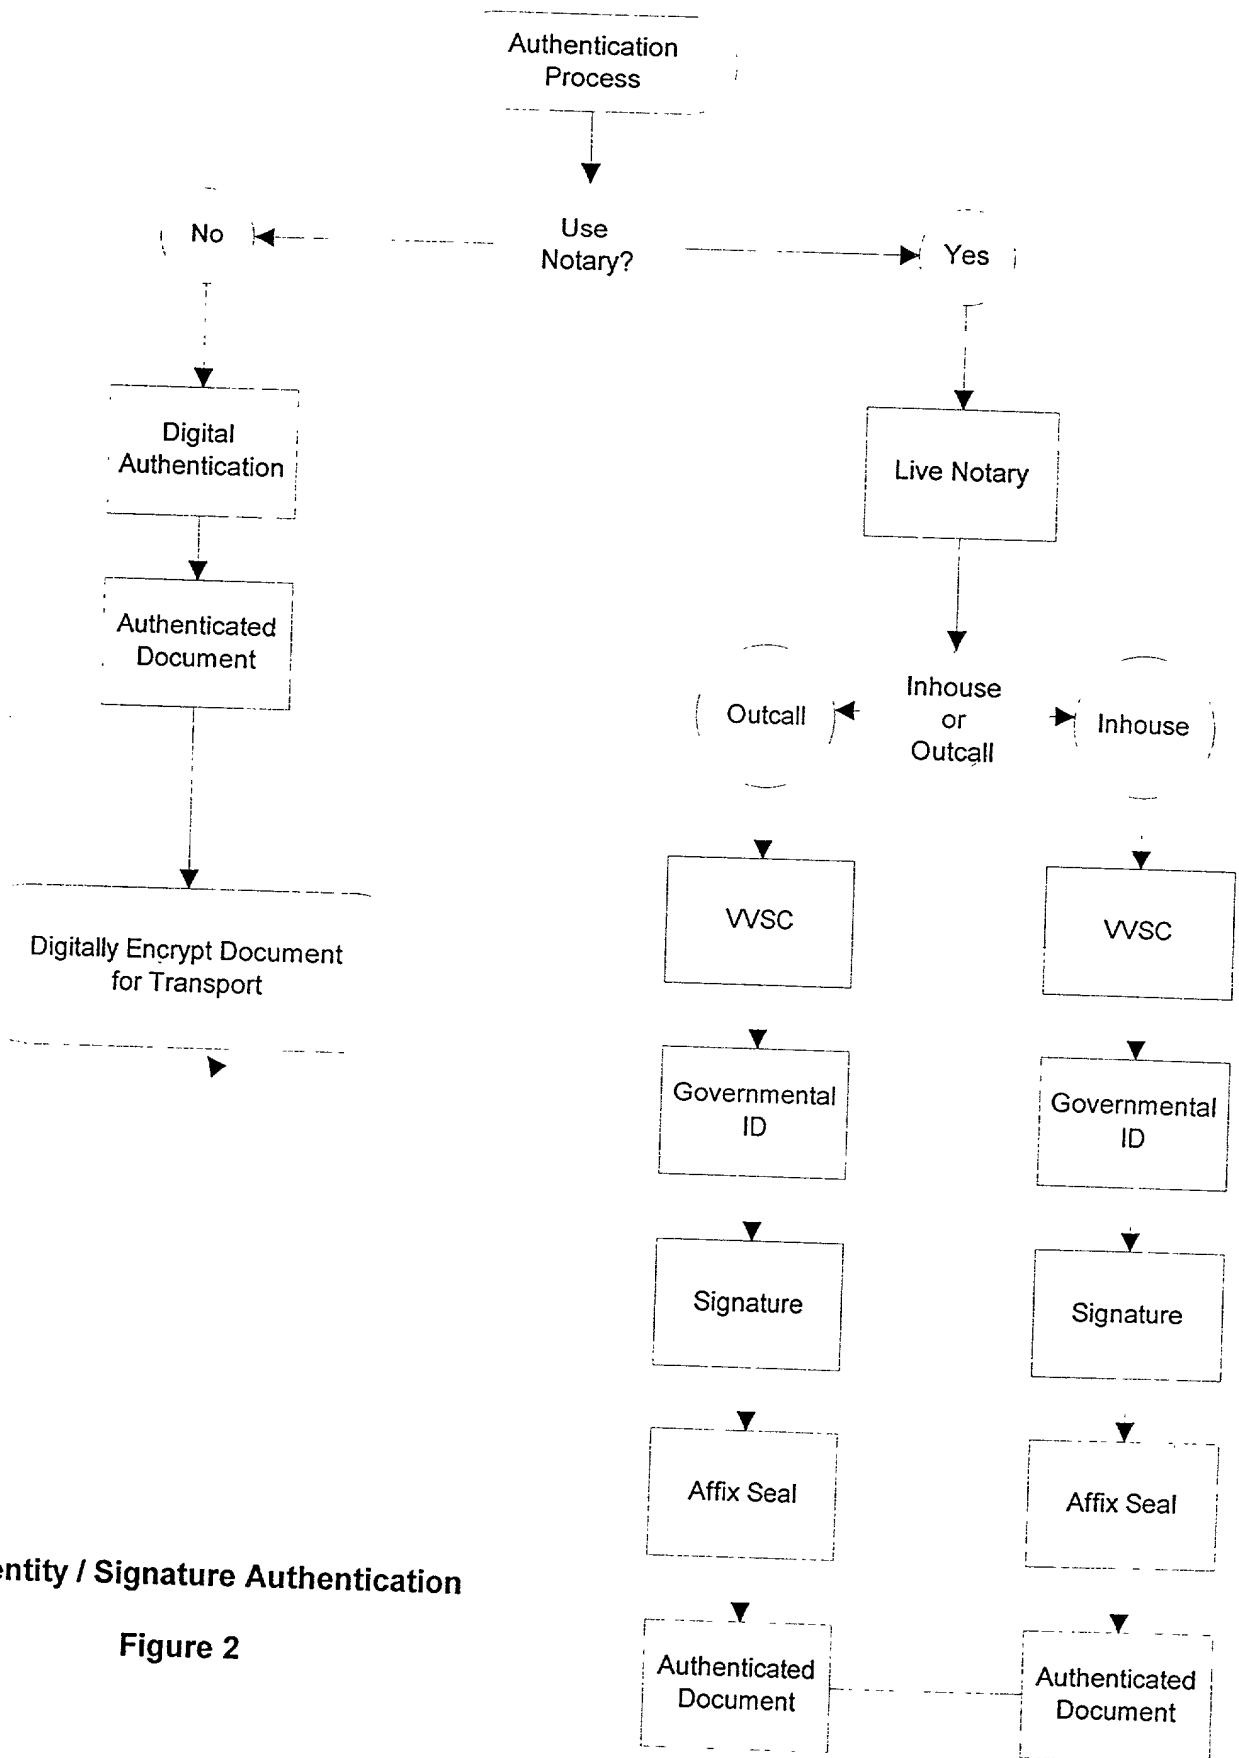 Authentication
Process
Use
Notary?
No
Yes
Digital
Authentication
Live Notary
Authenticated
Document
Inhouse
or
Outcall
Outcall
Inhouse
VVSC
VVSC
Digitally Encrypt Document
for Transport
Governmental
ID
Governmental
ID
Signature
Signature
Affix Seal
Affix Seal
entity / Signature Authentication
Figure 2
Authenticated
Document
Authenticated
Document